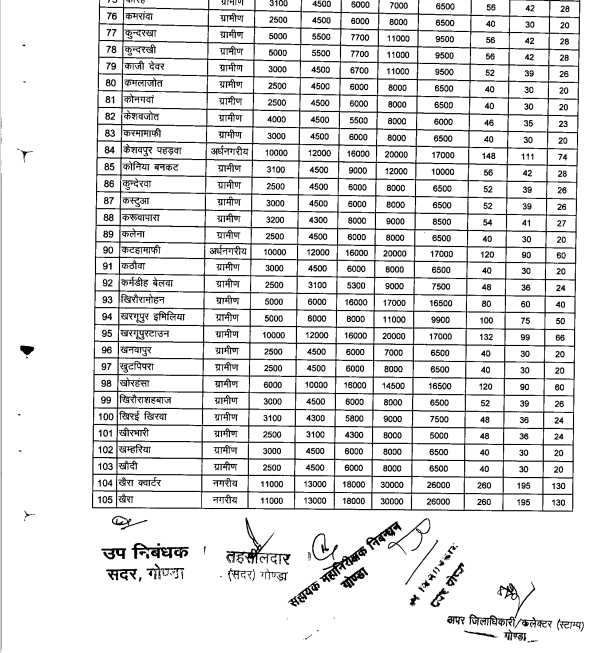 ग्रामीण 3100 4500 6000 7000 6500 56 42 28
76 कमरांवा ग्रामीण 2500 4500 6000 8000 6500 40 30 20
77 कुन्दरखा ग्रामीण 5000 5500 7700 11000 9500 56 42 28
78 कुन्दरखी ग्रामीण 5000 5500 7700 11000 9500 56 42 28
79 काजी देवर ग्रामीण 3000 4500 6700 11000 9500 52 39 26
80 कमलाजोत ग्रामीण 2500 4500 6000 8000 6500 40 30 20
81 कोनगवां ग्रामीण 2500 4500 6000 8000 6500 40 30 20
82 केशवजोत ग्रामीण 4000 4500 5500 8000 6000 46 35 23
83 करमामाफी ग्रामीण 3000 4500 6000 8000 6500 40 30 20
84 केशवपुर पहड़वा अर्धनगरीय 10000 12000 16000 20000 17000 148 111 74
85 कोनिया बनकट ग्रामीण 3100 4500 9000 12000 10000 56 42 28
86 कुन्देरवा ग्रामीण 2500 4500 6000 8000 6500 52 39 26
87 कस्टुआ ग्रामीण 3000 4500 6000 8000 6500 52 39 26
88 करूवापारा ग्रामीण 3200 4300 8000 9000 8500 54 41 27
89 कलेना ग्रामीण 2500 4500 6000 8000 6500 40 30 20
90 कटहामाफी अर्धनगरीय 10000 12000 16000 20000 17000 120 90 60
91 कठौवा ग्रामीण 3000 4500 6000 8000 6500 40 30 20
92 कर्मडीह बेलवा ग्रामीण 2500 3100 5300 9000 7500 48 36 24
93 खिरौरामोहन ग्रामीण 5000 6000 16000 17000 16500 80 60 40
94 खरगूपुर इमिलिया ग्रामीण 5000 6000 8000 11000 9900 100 75 50
95 खरगूपुरटाउन ग्रामीण 10000 12000 16000 20000 17000 132 99 66
96 खनवापुर ग्रामीण 2500 4500 6000 7000 6500 40 30 20
97 खुटपिपरा ग्रामीण 2500 4500 6000 8000 6500 40 30 20
98 खोरहंसा ग्रामीण 6000 10000 16000 14500 16500 120 90 60
99 खिरौराशहबाज ग्रामीण 3000 4500 6000 8000 6500 52 39 26
100 खिरई खिरवा ग्रामीण 3100 4300 5800 9000 7500 48 36 24
101 खीरभारी ग्रामीण 2500 3100 4300 8000 5000 48 36 24
102 खम्हरिया ग्रामीण 3000 4500 6000 8000 6500 40 30 20
103 खौदी ग्रामीण 2500 4500 6000 8000 6500 40 30 20
104 खैरा क्वार्टर नगरीय 11000 13000 18000 30000 26000 260 195 130
105 खैरा नगरीय 11000 13000 18000 30000 26000 260 195 130
उप निबंधक
सदर, गोण्डा
तहसीलदार
(सदर) गोण्डा
सहायक महानिरीक्षक निबन्धन
गोण्डा
अपर जिलाधिकारी/कलेक्टर (स्टाम्प)
गोण्डा